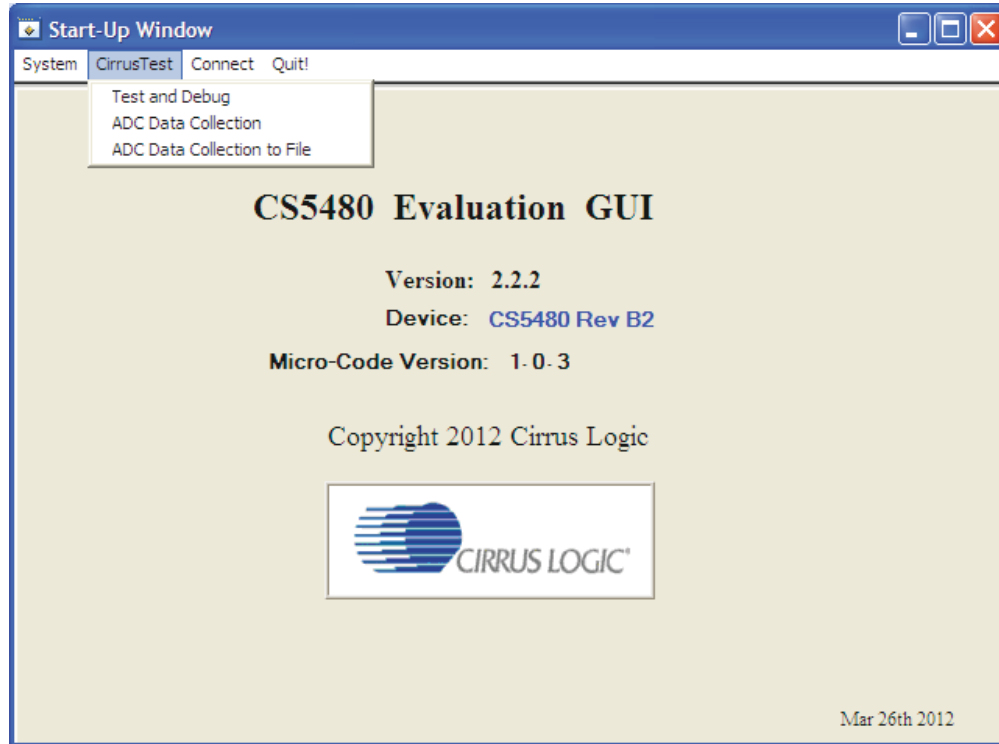 Start-Up Window
System CirrusTest Connect Quit!
Test and Debug
ADC Data Collection
ADC Data Collection to File
CS5480 Evaluation GUI
Version: 2.2.2
Device: CS5480 Rev B2
Micro-Code Version: 1-0-3
Copyright 2012 Cirrus Logic
CIRRUS LOGIC®
Mar 26th 2012